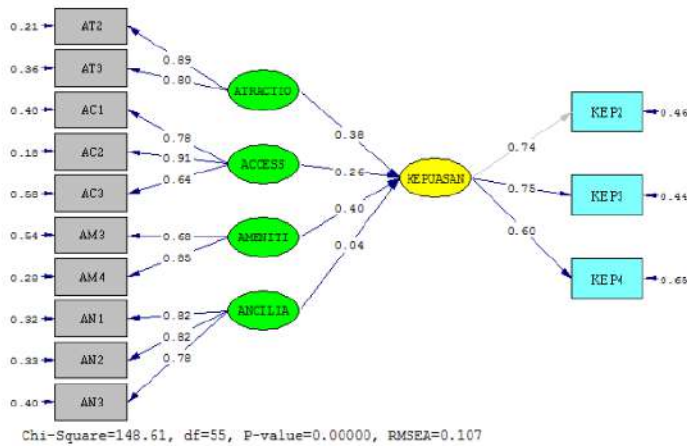 0.21 AT2
0.89
0.36 AT3
0.80
ATRACTIO
0.40 AC1
0.78
0.38
KEP2 0.46
0.74
0.18 AC2
0.91
ACCESS
0.26
KEPUASAN
0.58 AC3
0.64
0.75
KEP3 0.44
0.54 AM3
0.68
AMENITI
0.40
0.60
0.04
0.28 AM4
0.85
KEP4 0.65
0.32 AN1
0.82
ANCILIA
0.33 AN2
0.82
0.78
0.40 AN3
Chi-Square=148.61, df=55, P-value=0.00000, RMSEA=0.107